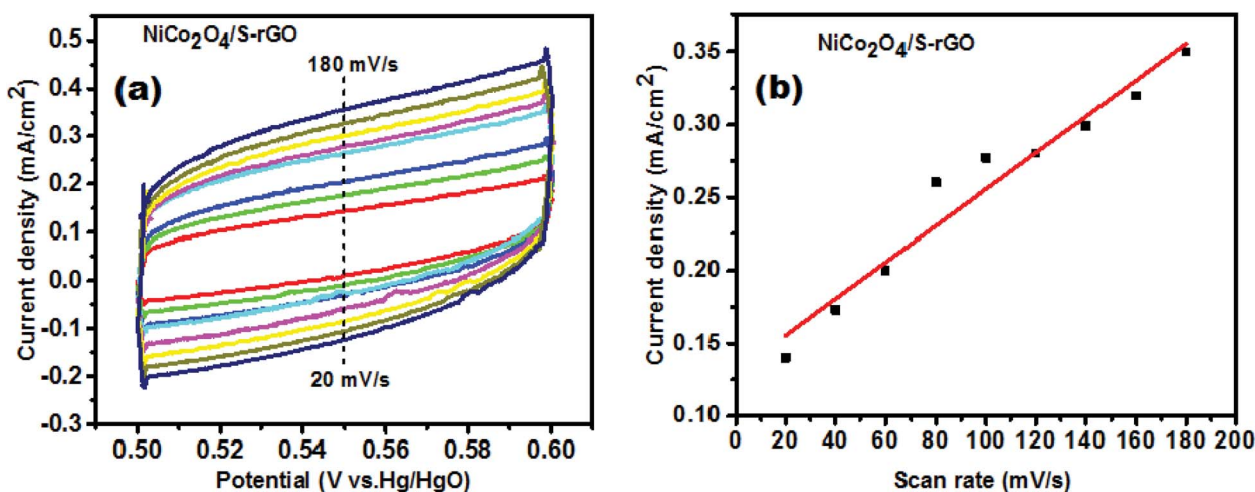 NiCo2O4/S-rGO
(a)
180 mV/s
20 mV/s
0.5
0.4
0.3
0.2
0.1
0.0
-0.1
-0.2
-0.3
Current density (mA/cm2)
0.50
0.52
0.54
0.56
0.58
0.60
Potential (V vs.Hg/HgO)
NiCo2O4/S-rGO
(b)
0.35
0.30
0.25
0.20
0.15
0.10
Current density (mA/cm2)
0 20 40 60 80 100 120 140 160 180 200
Scan rate (mV/s)